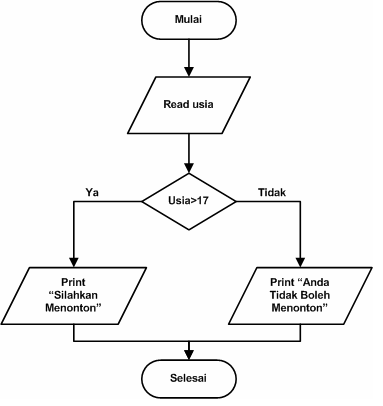 Mulai
Read usia
Usia>17
Ya
Tidak
Print
“Silahkan
Menonton”
Print “Anda
Tidak Boleh
Menonton”
Selesai